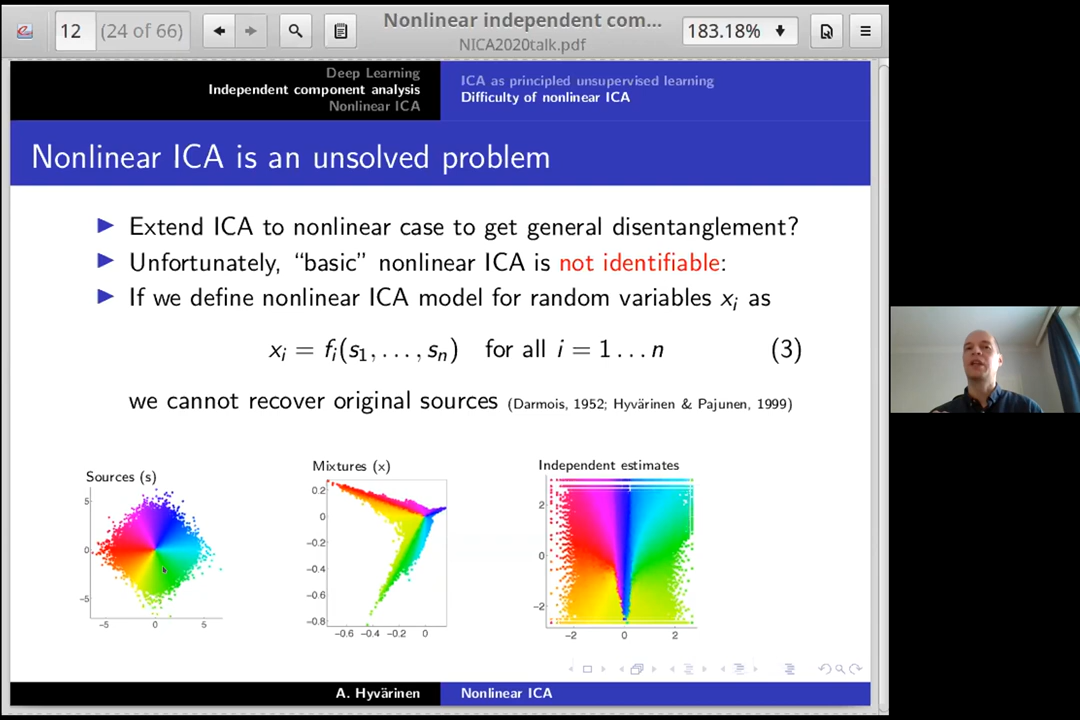 12 (24 of 66)
Nonlinear independent com...
NICA2020talk.pdf
183.18%
Deep Learning
Independent component analysis
Nonlinear ICA
ICA as principled unsupervised learning
Difficulty of nonlinear ICA
Nonlinear ICA is an unsolved problem
Extend ICA to nonlinear case to get general disentanglement?
Unfortunately, “basic” nonlinear ICA is not identifiable:
If we define nonlinear ICA model for random variables xᵢ as
xᵢ = fᵢ(s₁, . . . , sₙ) for all i = 1 . . . n (3)
we cannot recover original sources (Darmois, 1952; Hyvärinen & Pajunen, 1999)
Sources (s)
5
0
−5
−5 0 5
Mixtures (x)
0.2
0
−0.2
−0.4
−0.6
−0.8
−0.6 −0.4 −0.2 0
Independent estimates
2
0
−2
−2 0 2
A. Hyvärinen
Nonlinear ICA